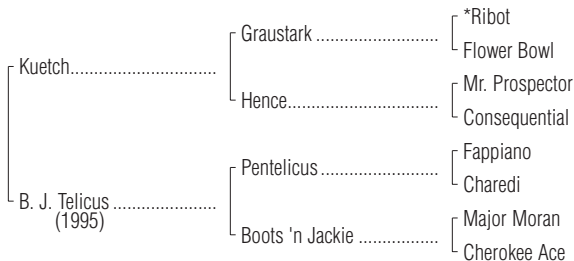 *Ribot
Graustark ..............................
Flower Bowl
Kuetch..................................
Mr. Prospector
Hence.....................................
Consequential
Fappiano
Pentelicus ..............................
Charedi
B. J. Telicus .......................
(1995)
Major Moran
Boots 'n Jackie .................
Cherokee Ace